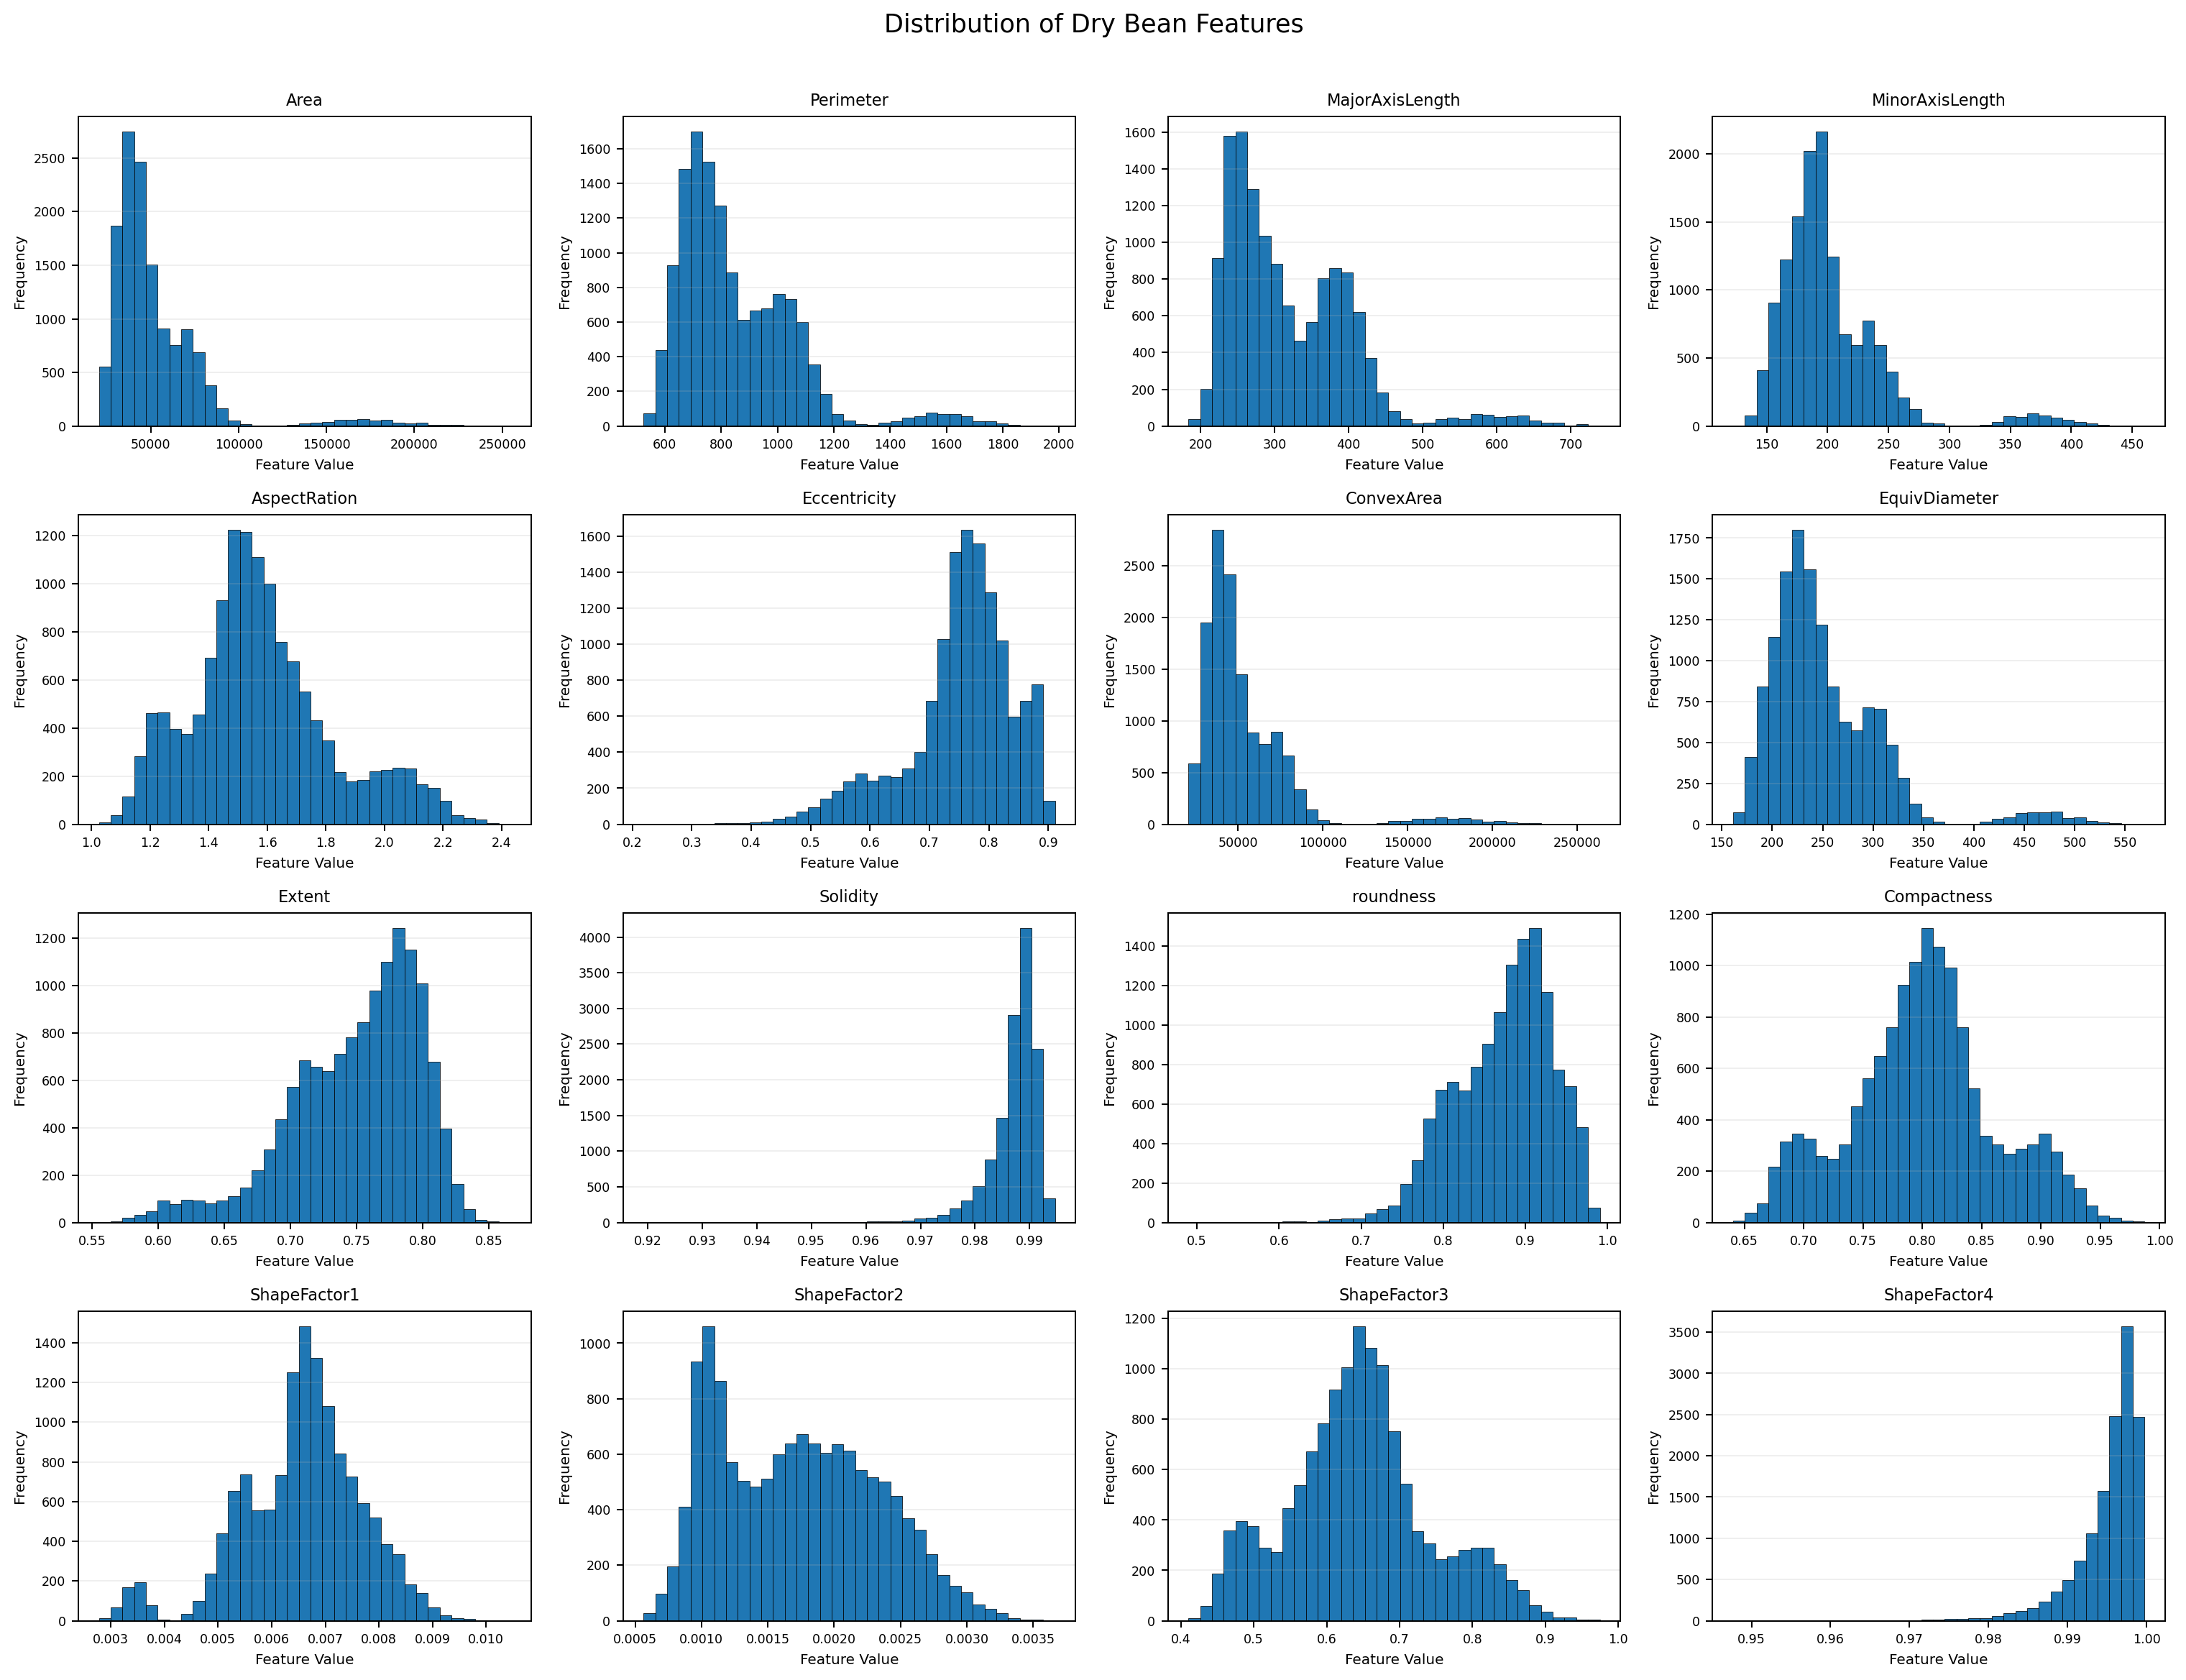 Distribution of Dry Bean Features
Area
Perimeter
MajorAxisLength
MinorAxisLength
Frequency
0
500
1000
1500
2000
2500
50000 100000 150000 200000 250000
Feature Value
Frequency
0
200
400
600
800
1000
1200
1400
1600
600 800 1000 1200 1400 1600 1800 2000
Feature Value
Frequency
0
200
400
600
800
1000
1200
1400
1600
200 300 400 500 600 700
Feature Value
Frequency
0
500
1000
1500
2000
150 200 250 300 350 400 450
Feature Value
AspectRation
Eccentricity
ConvexArea
EquivDiameter
Frequency
0
200
400
600
800
1000
1200
1.0 1.2 1.4 1.6 1.8 2.0 2.2 2.4
Feature Value
Frequency
0
200
400
600
800
1000
1200
1400
1600
0.2 0.3 0.4 0.5 0.6 0.7 0.8 0.9
Feature Value
Frequency
0
500
1000
1500
2000
2500
50000 100000 150000 200000 250000
Feature Value
Frequency
0
250
500
750
1000
1250
1500
1750
150 200 250 300 350 400 450 500 550
Feature Value
Extent
Solidity
roundness
Compactness
Frequency
0
200
400
600
800
1000
1200
0.55 0.60 0.65 0.70 0.75 0.80 0.85
Feature Value
Frequency
0
500
1000
1500
2000
2500
3000
3500
4000
0.92 0.93 0.94 0.95 0.96 0.97 0.98 0.99
Feature Value
Frequency
0
200
400
600
800
1000
1200
1400
0.5 0.6 0.7 0.8 0.9 1.0
Feature Value
Frequency
0
200
400
600
800
1000
1200
0.65 0.70 0.75 0.80 0.85 0.90 0.95 1.00
Feature Value
ShapeFactor1
ShapeFactor2
ShapeFactor3
ShapeFactor4
Frequency
0
200
400
600
800
1000
1200
1400
0.003 0.004 0.005 0.006 0.007 0.008 0.009 0.010
Feature Value
Frequency
0
200
400
600
800
1000
0.0005 0.0010 0.0015 0.0020 0.0025 0.0030 0.0035
Feature Value
Frequency
0
200
400
600
800
1000
1200
0.4 0.5 0.6 0.7 0.8 0.9 1.0
Feature Value
Frequency
0
500
1000
1500
2000
2500
3000
3500
0.95 0.96 0.97 0.98 0.99 1.00
Feature Value